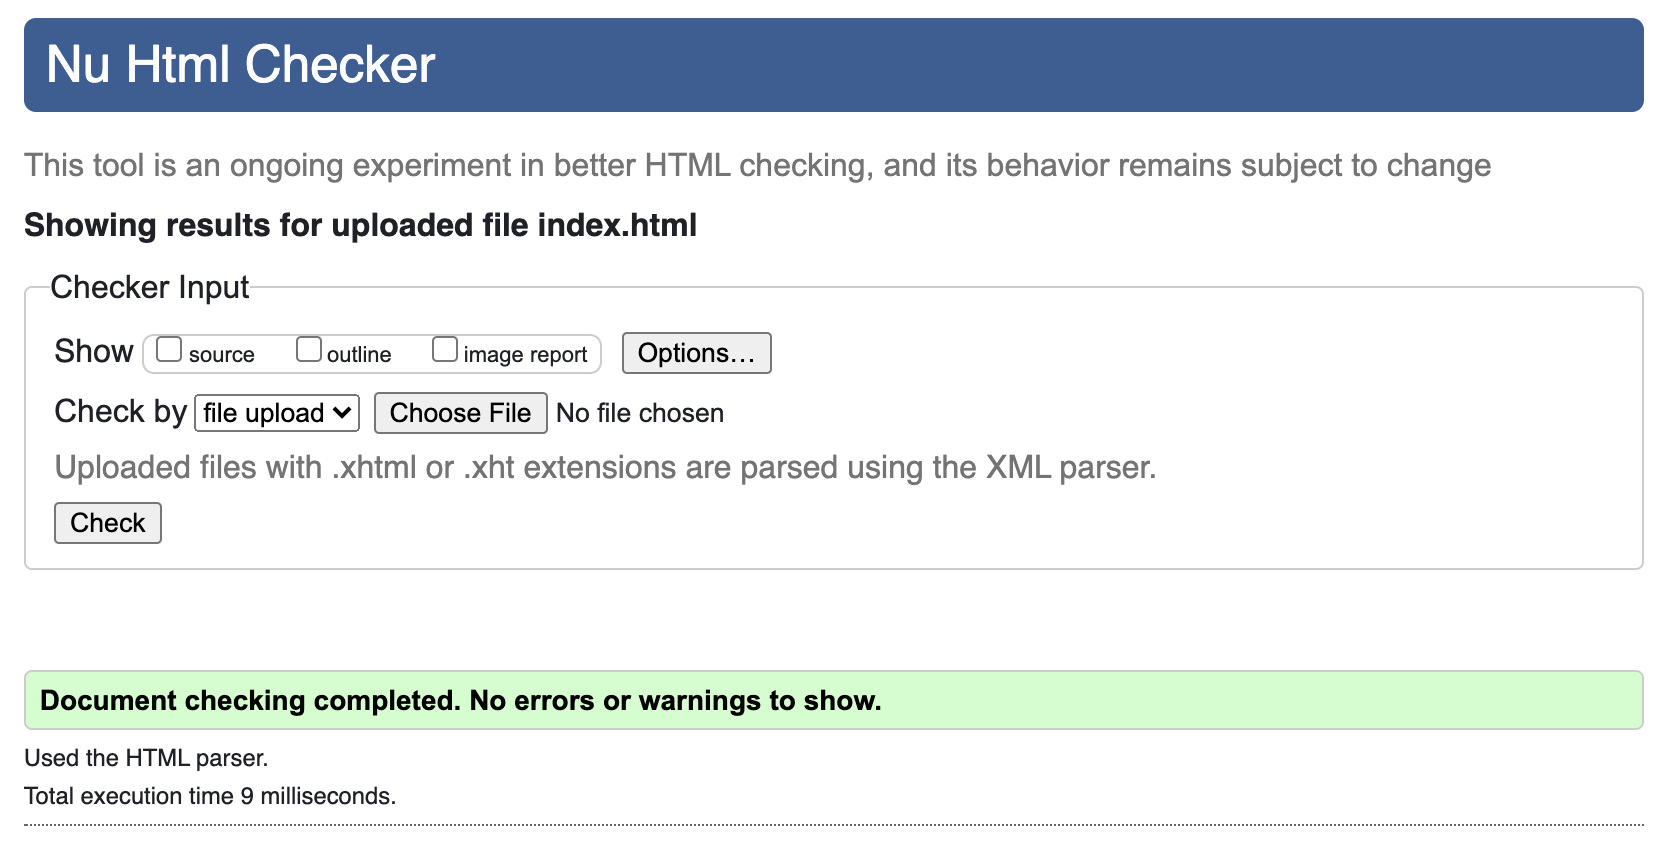 Nu Html Checker
This tool is an ongoing experiment in better HTML checking, and its behavior remains subject to change
Showing results for uploaded file index.html
Checker Input
Show source outline image report Options…
Check by file upload Choose File No file chosen
Uploaded files with .xhtml or .xht extensions are parsed using the XML parser.
Check
Document checking completed. No errors or warnings to show.
Used the HTML parser.
Total execution time 9 milliseconds.